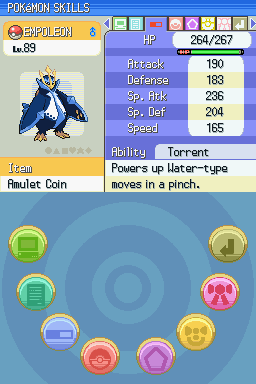 POKéMON SKILLS
EMPOLEON ♂
Lv.89
Item
Amulet Coin
HP 264/267
HP
Attack 190
Defense 183
Sp. Atk 236
Sp. Def 204
Speed 165
Ability Torrent
Powers up Water-type
moves in a pinch.